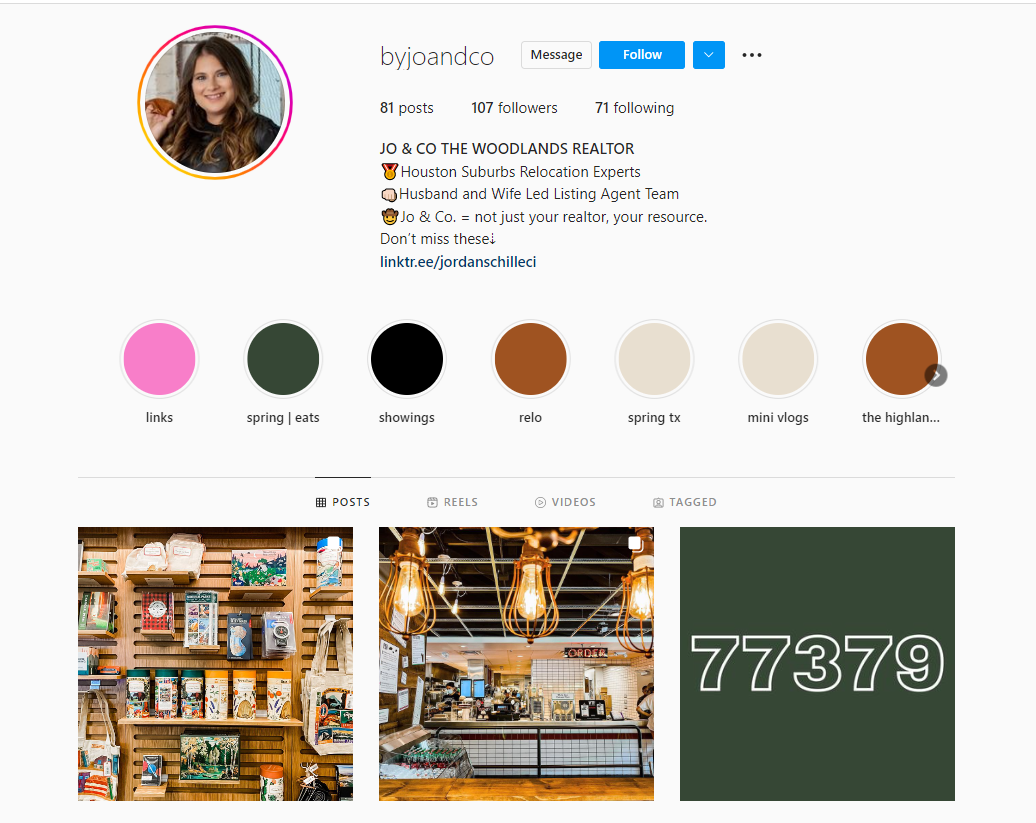 byjoandco
Message
Follow
81 posts
107 followers
71 following
JO & CO THE WOODLANDS REALTOR
🏅Houston Suburbs Relocation Experts
👊🏻Husband and Wife Led Listing Agent Team
🤠Jo & Co. = not just your realtor, your resource.
Don’t miss these⇣
linktr.ee/jordanschilleci
links
spring | eats
showings
relo
spring tx
mini vlogs
the highlan...
POSTS
REELS
VIDEOS
TAGGED
ORDER
77379